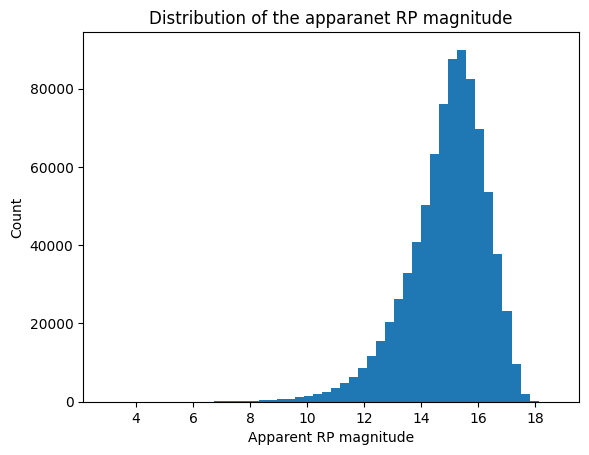 Distribution of the apparanet RP magnitude
Count
80000
60000
40000
20000
0
4 6 8 10 12 14 16 18
Apparent RP magnitude